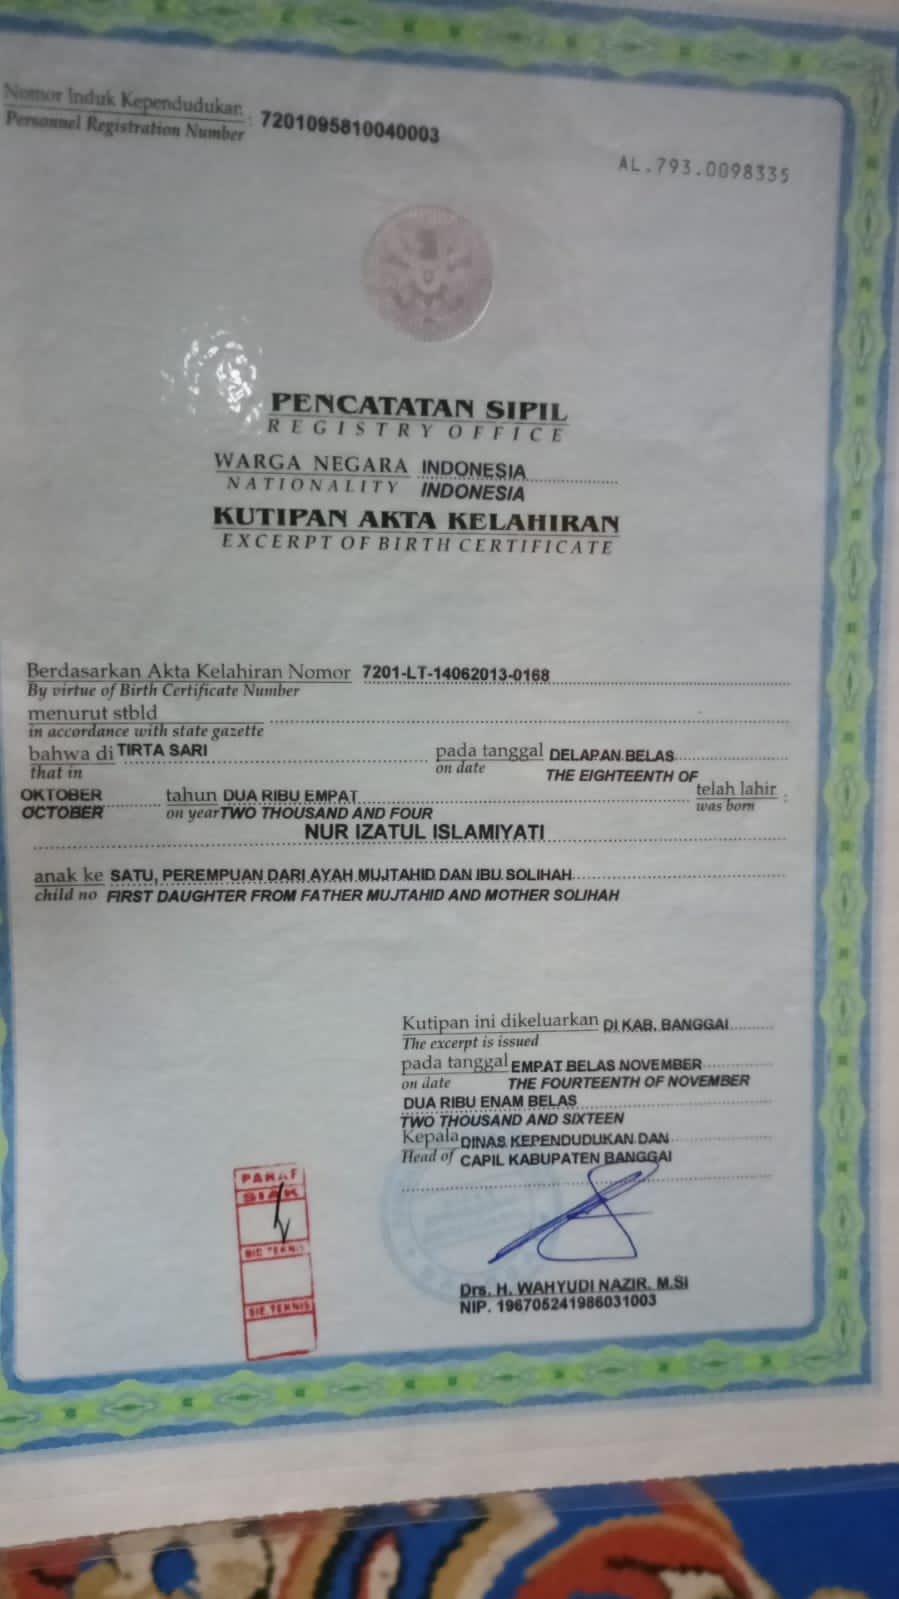 Nomor Induk Kependudukan : 7201095810040003
Personnel Registration Number
AL.793.0098335
PENCATATAN SIPIL
REGISTRY OFFICE
WARGA NEGARA INDONESIA
NATIONALITY INDONESIA
KUTIPAN AKTA KELAHIRAN
EXCERPT OF BIRTH CERTIFICATE
Berdasarkan Akta Kelahiran Nomor 7201-LT-14062013-0168
By virtue of Birth Certificate Number
menurut stbld
in accordance with state gazette
bahwa di TIRTA SARI pada tanggal DELAPAN BELAS
that in on date THE EIGHTEENTH OF
OKTOBER tahun DUA RIBU EMPAT telah lahir :
OCTOBER on year TWO THOUSAND AND FOUR was born
NUR IZATUL ISLAMIYATI
anak ke SATU, PEREMPUAN DARI AYAH MUJTAHID DAN IBU SOLIHAH
child no FIRST DAUGHTER FROM FATHER MUJTAHID AND MOTHER SOLIHAH
Kutipan ini dikeluarkan DI KAB. BANGGAI
The excerpt is issued
pada tanggal EMPAT BELAS NOVEMBER
on date THE FOURTEENTH OF NOVEMBER
DUA RIBU ENAM BELAS
TWO THOUSAND AND SIXTEEN
Kepala DINAS KEPENDUDUKAN DAN
Head of CAPIL KABUPATEN BANGGAI
PARAF
SIAK
SIE TEKNIS
SIE TEKNIS
Drs. H. WAHYUDI NAZIR. M.SI
NIP. 196705241986031003